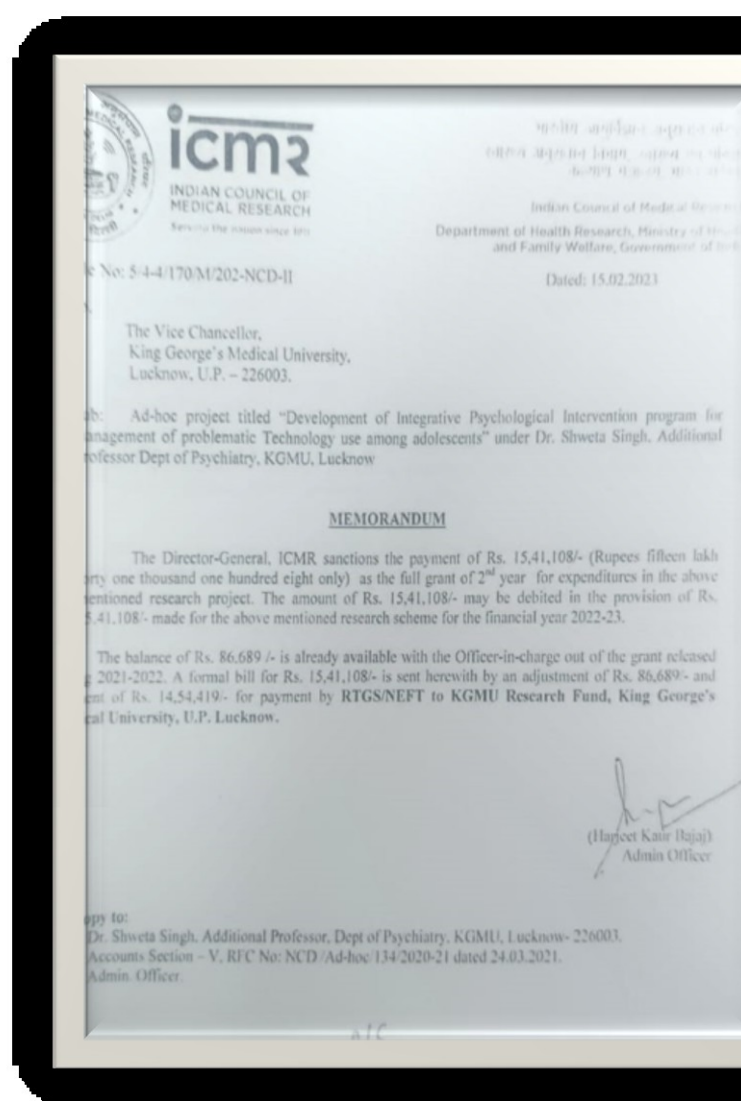 icmr
INDIAN COUNCIL OF
MEDICAL RESEARCH
Serving the nation since 1911
Indian Council of Medical
Department of Health Research, Ministry of
and Family Welfare, Government of
No: 5/4-4/170/M/202-NCD-II
Dated: 15.02.2023
The Vice Chancellor,
King George's Medical University,
Lucknow, U.P. – 226003.
ub: Ad-hoc project titled “Development of Integrative Psychological Intervention program for
anagement of problematic Technology use among adolescents” under Dr. Shweta Singh, Additional
rofessor Dept of Psychiatry, KGMU, Lucknow
MEMORANDUM
The Director-General, ICMR sanctions the payment of Rs. 15,41,108/- (Rupees fifteen lakh
rty one thousand one hundred eight only) as the full grant of 2nd year for expenditures in the above
entioned research project. The amount of Rs. 15,41,108/- may be debited in the provision of Rs.
5,41,108/- made for the above mentioned research scheme for the financial year 2022-23.
The balance of Rs. 86,689 /- is already available with the Officer-in-charge out of the grant released
g 2021-2022. A formal bill for Rs. 15,41,108/- is sent herewith by an adjustment of Rs. 86,689/- and
ent of Rs. 14,54,419/- for payment by RTGS/NEFT to KGMU Research Fund, King George's
cal University, U.P. Lucknow.
(Harjeet Kaur Bajaj)
Admin Officer
opy to:
Dr. Shweta Singh, Additional Professor, Dept of Psychiatry, KGMU, Lucknow- 226003.
Accounts Section – V, RFC No: NCD /Ad-hoc/134/2020-21 dated 24.03.2021.
Admin. Officer.